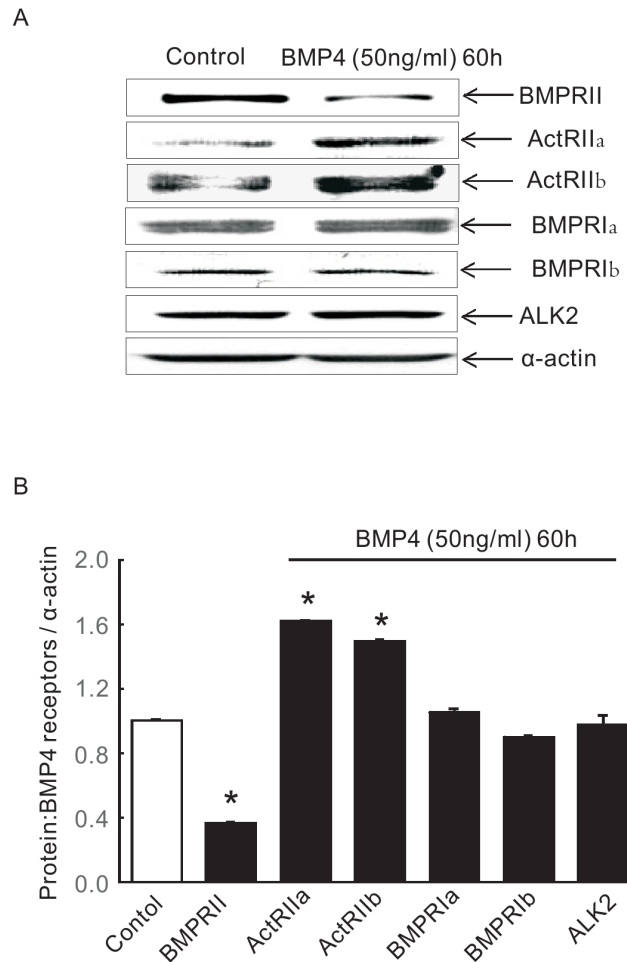 A
Control BMP4 (50ng/ml) 60h
BMPRII
ActRIIa
ActRIIb
BMPRIa
BMPRIb
ALK2
α-actin
B
BMP4 (50ng/ml) 60h
Protein:BMP4 receptors / α-actin
2.0
1.6
1.2
0.8
0.4
0.0
* * *
Contol BMPRII ActRIIa ActRIIb BMPRIa BMPRIb ALK2